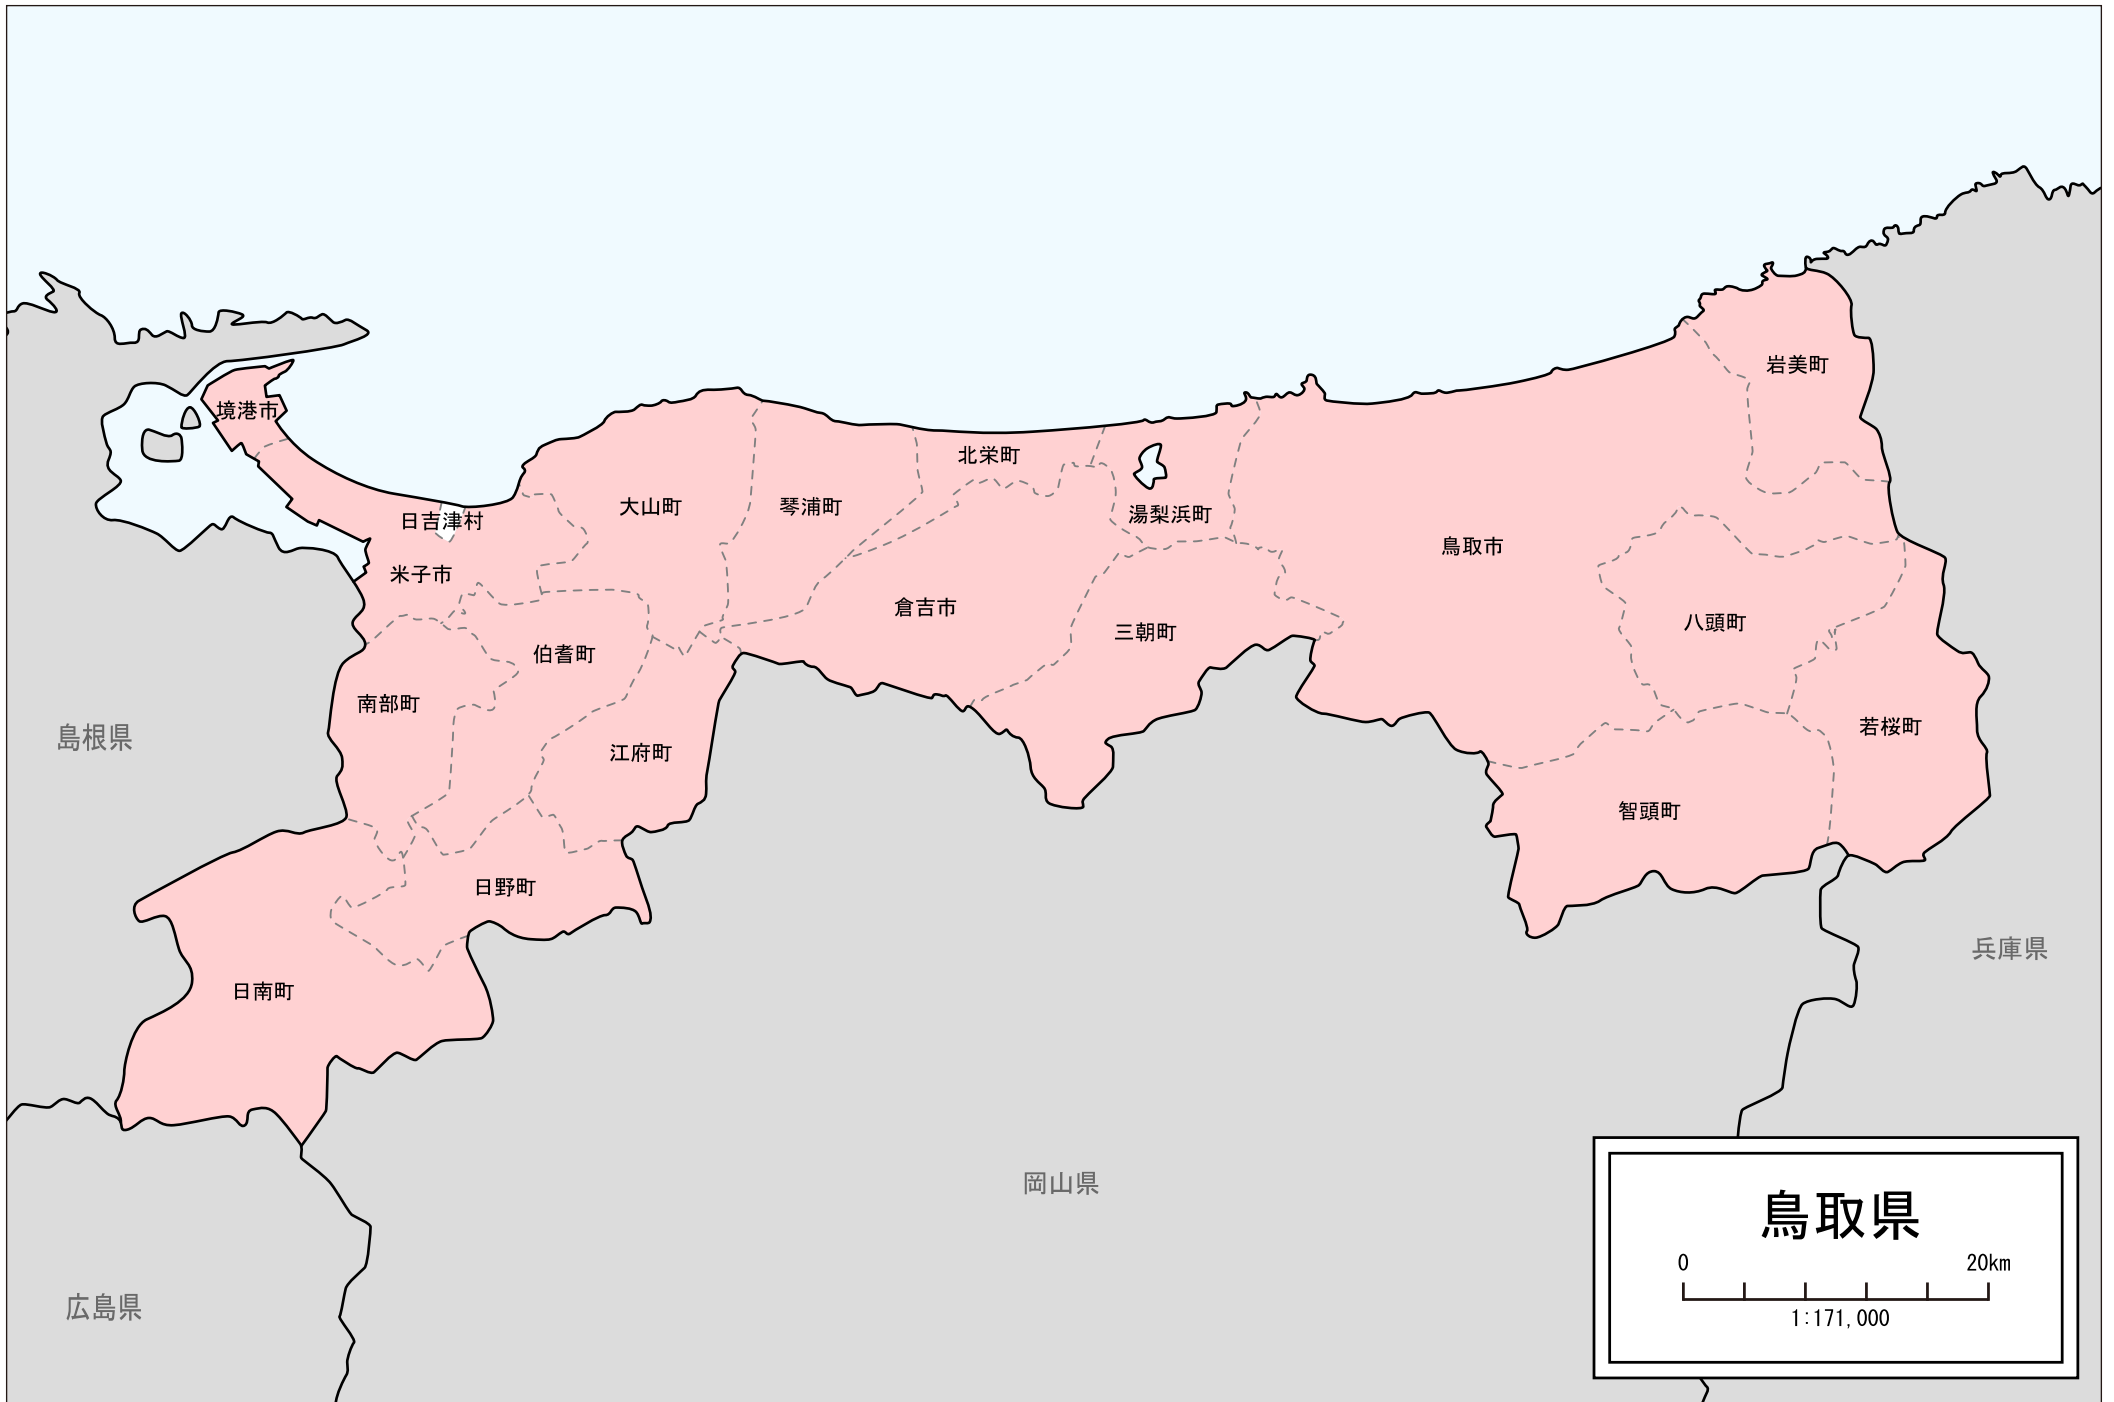 岩美町
境港市
北栄町
大山町
琴浦町
湯梨浜町
日吉津村
鳥取市
米子市
倉吉市
八頭町
三朝町
伯耆町
南部町
若桜町
島根県
江府町
智頭町
日野町
兵庫県
日南町
岡山県
広島県
鳥取県
0 20km
1:171,000